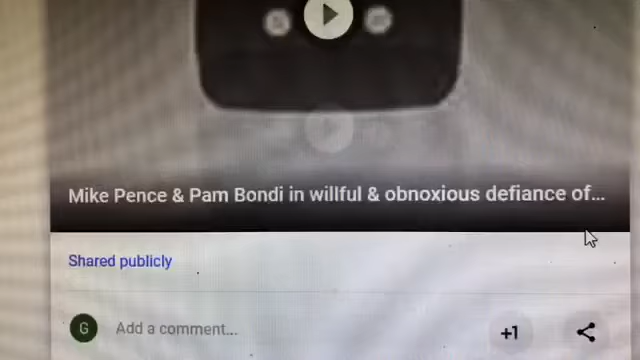 Mike Pence & Pam Bondi in willful & obnoxious defiance of...
Shared publicly
G Add a comment... +1